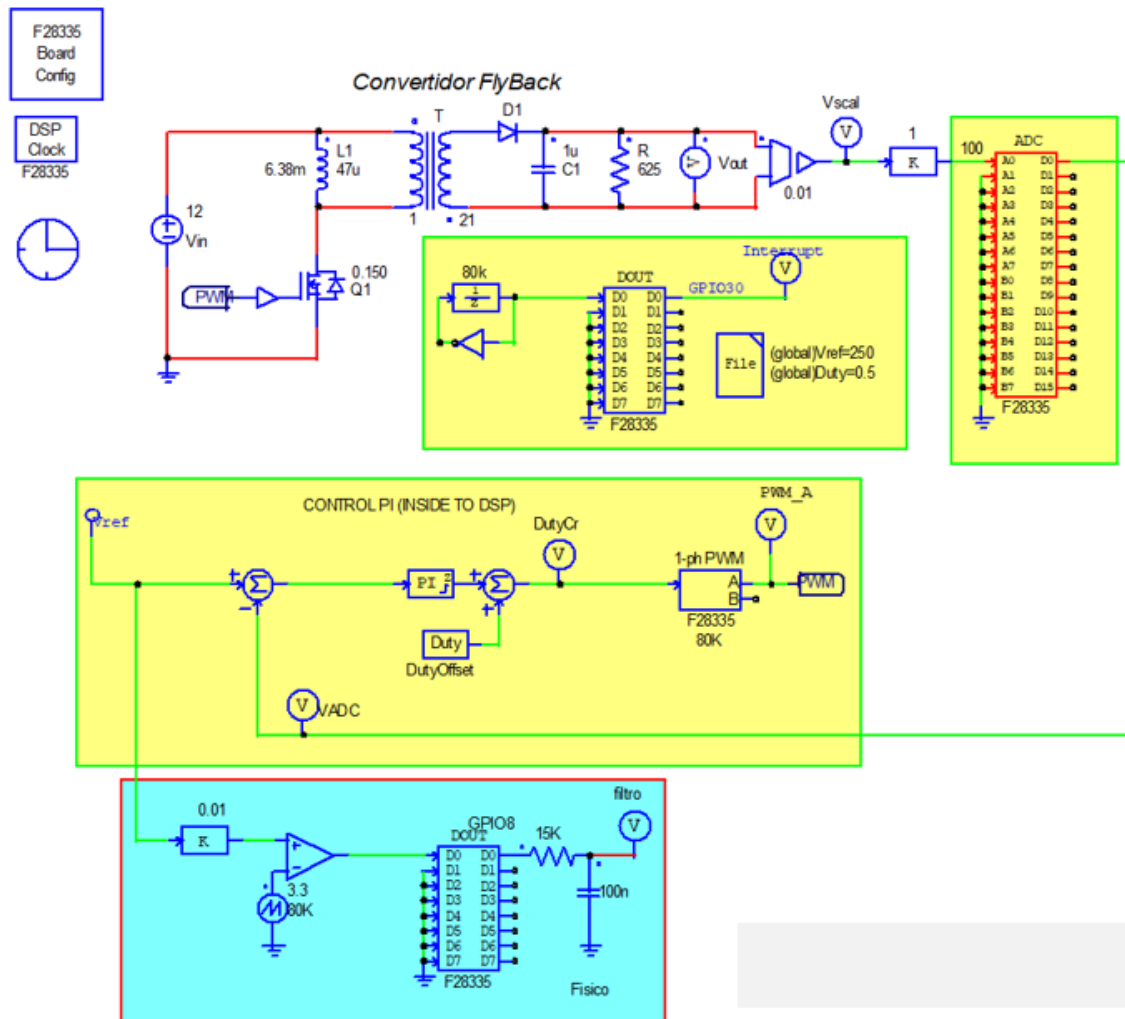 F28335
Board
Config
DSP
Clock
F28335
Convertidor FlyBack
12
Vin
6.38m
L1
47u
T
1
21
D1
1u
C1
R
625
V
Vout
0.01
Vscal
V
1
K
100
ADC
A0 D0
A1 D1
A2 D2
A3 D3
A4 D4
A5 D5
A6 D6
A7 D7
B0 D8
B1 D9
B2 D10
B3 D11
B4 D12
B5 D13
B6 D14
B7 D15
F28335
PWM
0.150
Q1
80k
1
z
DOUT
D0 D0
D1 D1
D2 D2
D3 D3
D4 D4
D5 D5
D6 D6
D7 D7
F28335
GPIO30
Interrupt
V
File
(global)Vref=250
(global)Duty=0.5
CONTROL PI (INSIDE TO DSP)
Vref
Σ
PI
z
Σ
Duty
DutyOffset
DutyCr
V
1-ph PWM
A
B
F28335
80K
PWM_A
V
PWM
V
VADC
0.01
K
3.3
80K
GPIO8
DOUT
D0 D0
D1 D1
D2 D2
D3 D3
D4 D4
D5 D5
D6 D6
D7 D7
F28335
15K
100n
filtro
V
Fisico